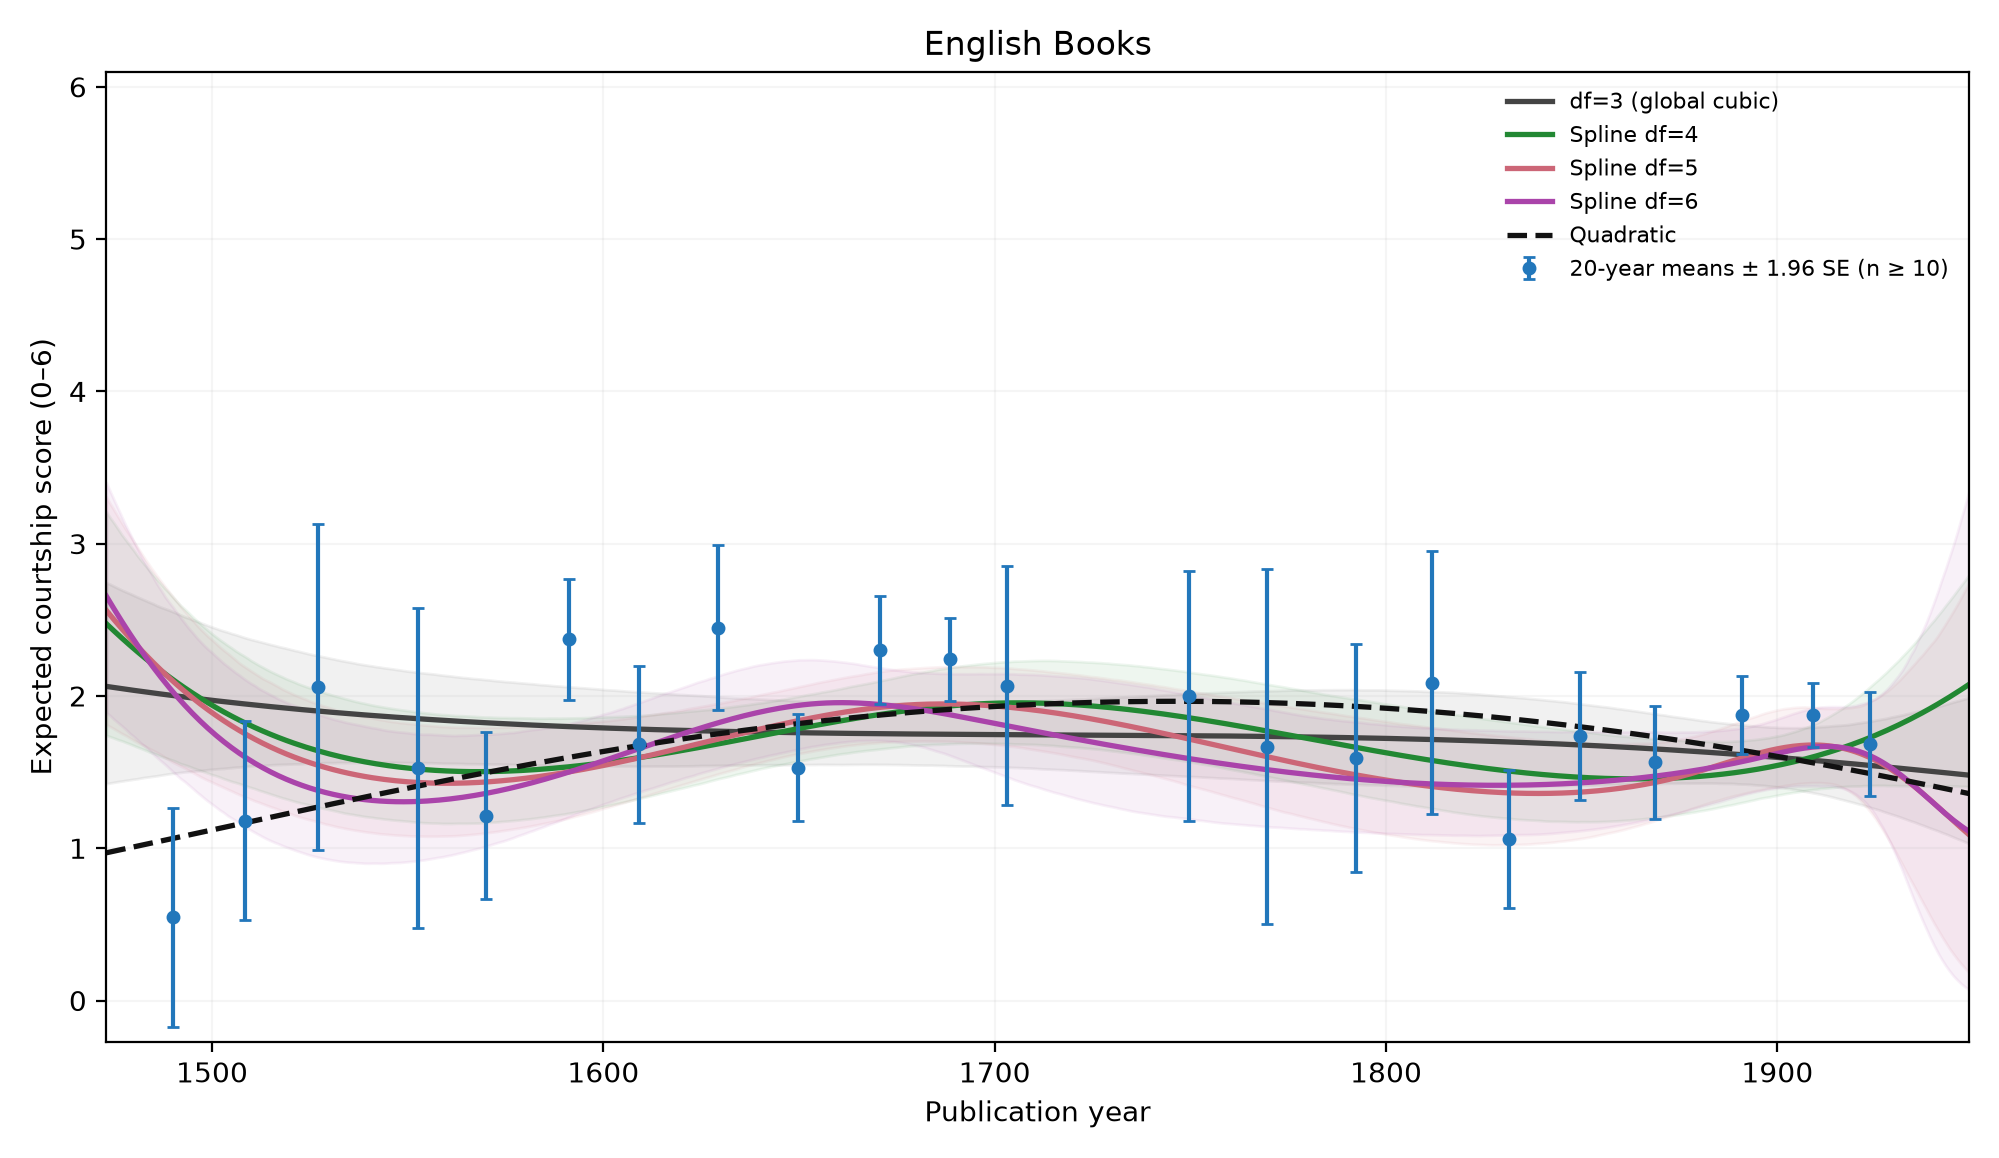 English Books
6
5
4
3
2
1
0
Expected courtship score (0–6)
df=3 (global cubic)
Spline df=4
Spline df=5
Spline df=6
Quadratic
20-year means ± 1.96 SE (n ≥ 10)
1500 1600 1700 1800 1900
Publication year